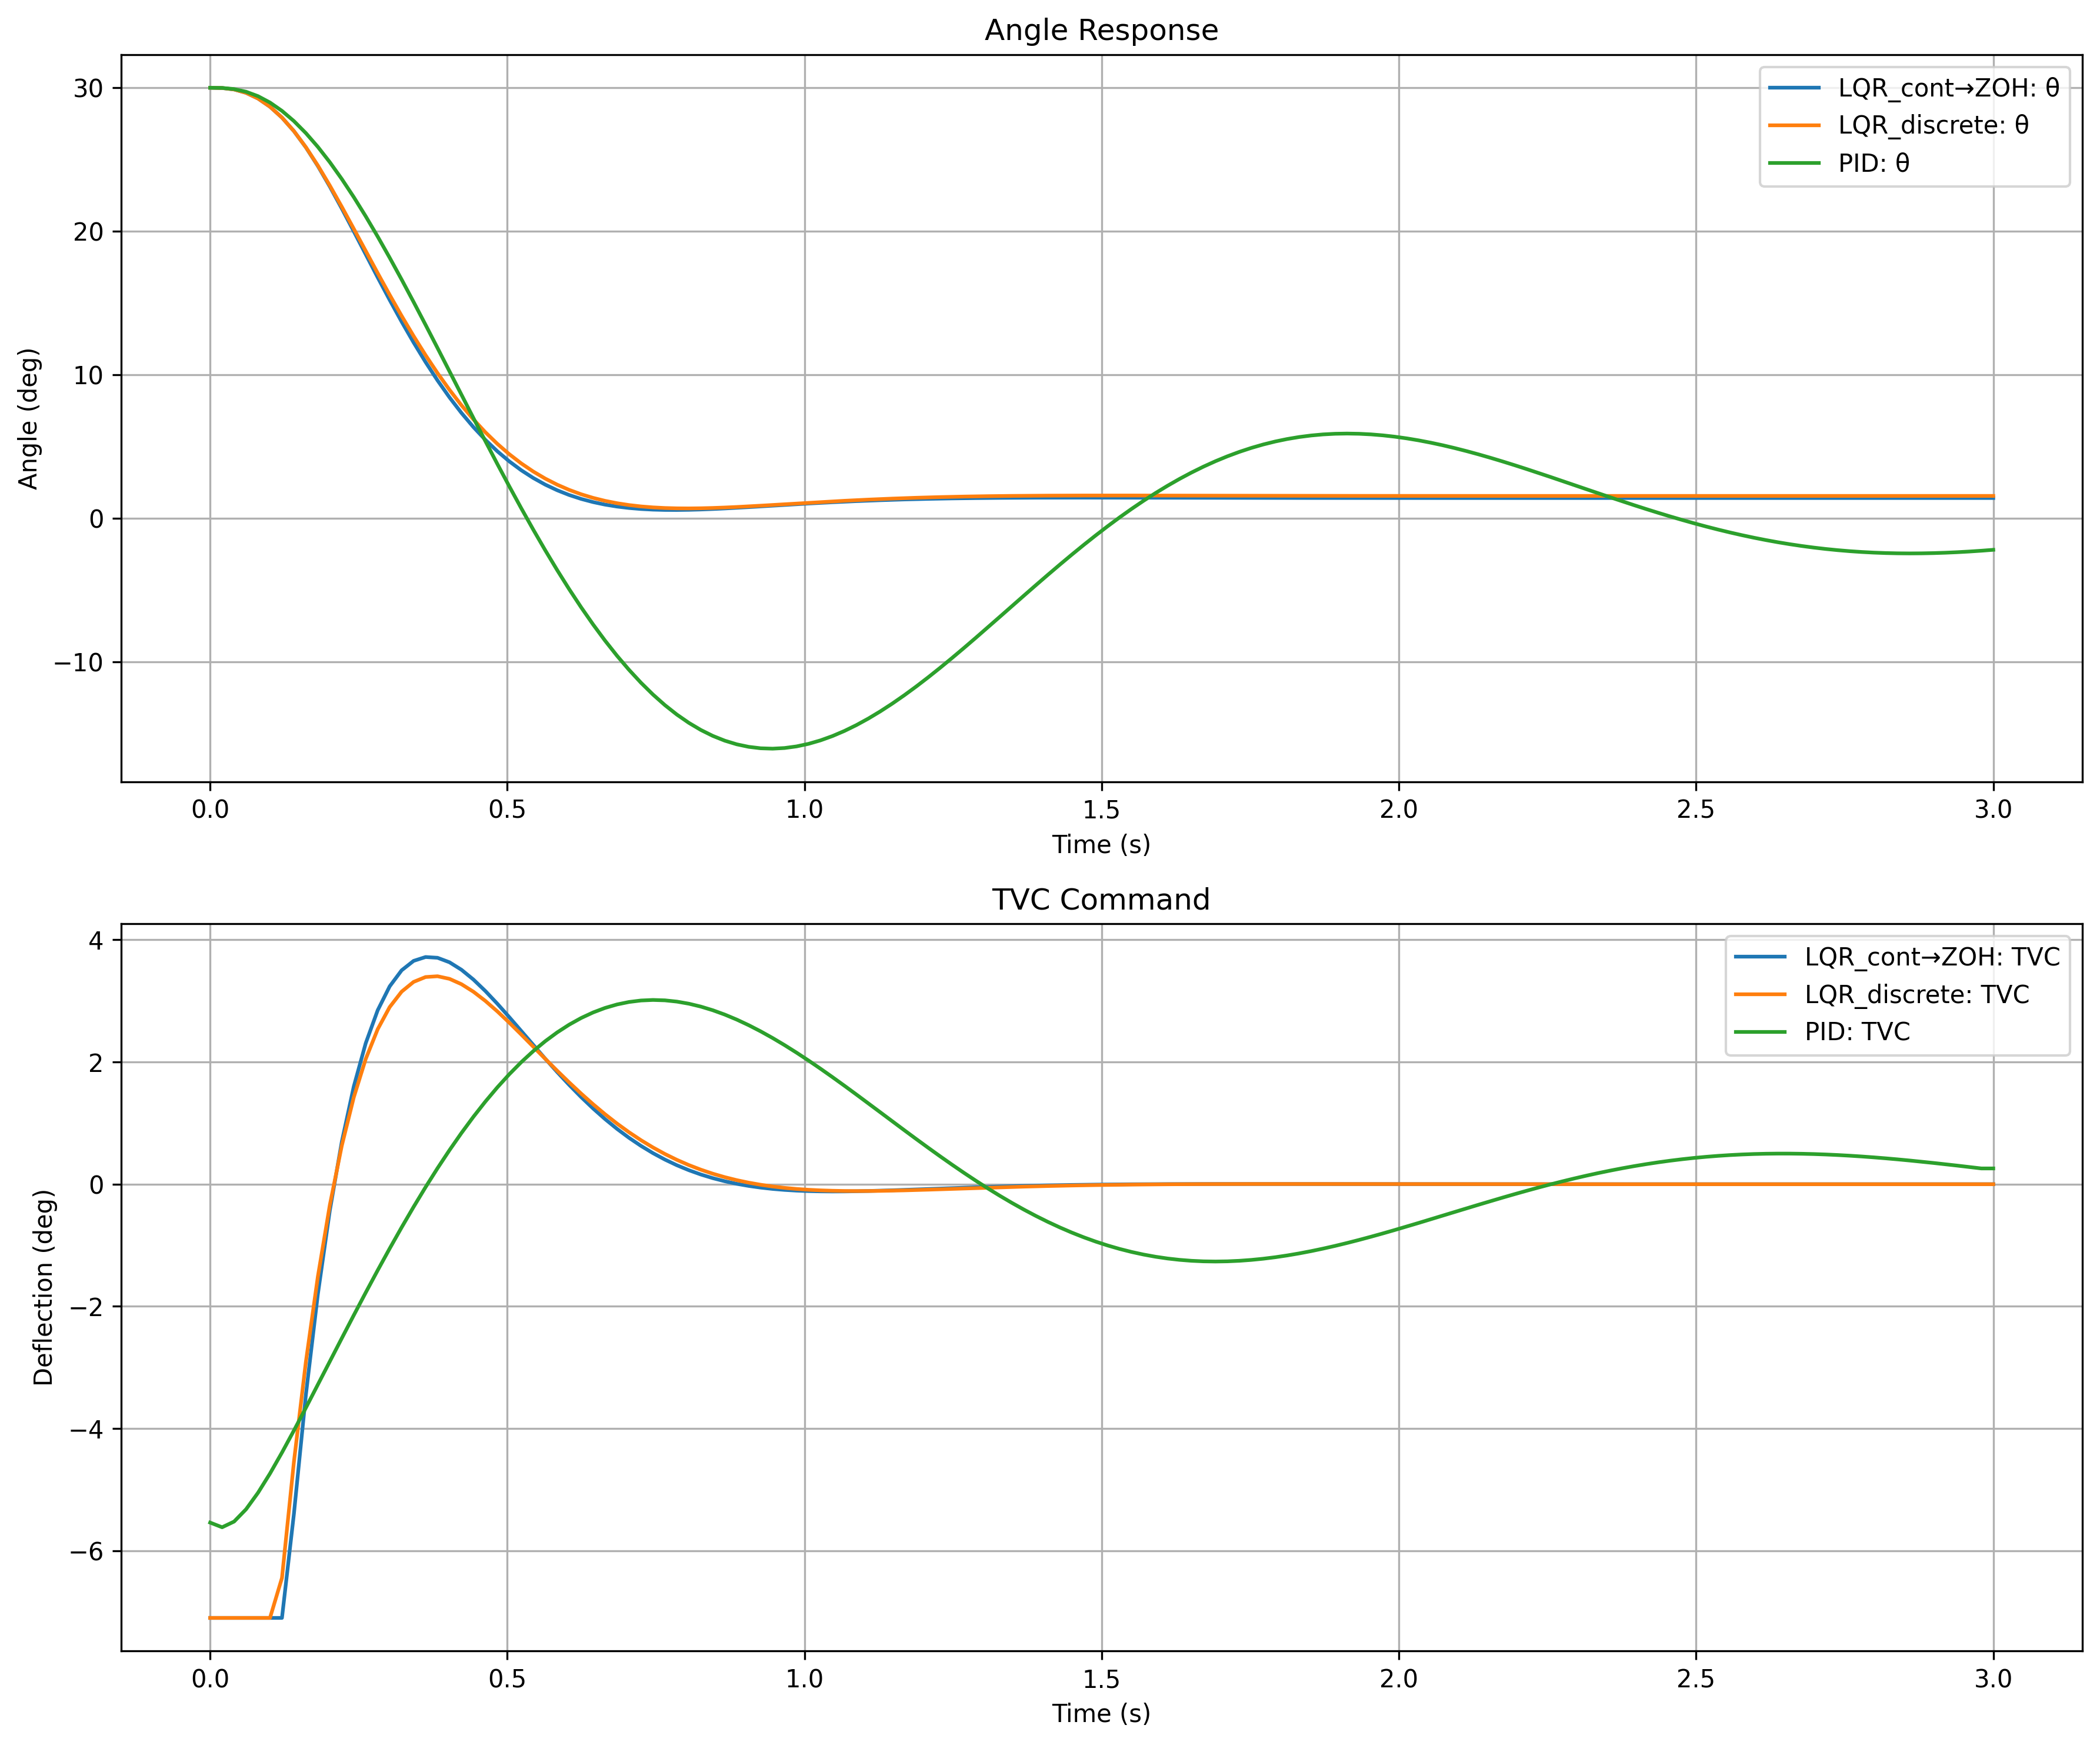 Angle Response
30
20
10
0
−10
Angle (deg)
LQR_cont→ZOH: θ
LQR_discrete: θ
PID: θ
0.0 0.5 1.0 1.5 2.0 2.5 3.0
Time (s)
TVC Command
4
2
0
−2
−4
−6
Deflection (deg)
LQR_cont→ZOH: TVC
LQR_discrete: TVC
PID: TVC
0.0 0.5 1.0 1.5 2.0 2.5 3.0
Time (s)